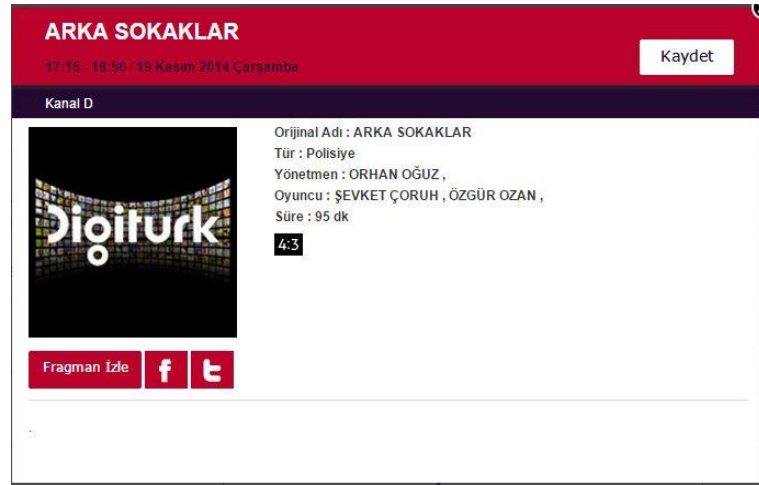 ARKA SOKAKLAR
17:15 - 18:50 / 19 Kasım 2014 Çarşamba
Kaydet
Kanal D
Orijinal Adı : ARKA SOKAKLAR
Tür : Polisiye
Yönetmen : ORHAN OĞUZ ,
Oyuncu : ŞEVKET ÇORUH , ÖZGÜR OZAN ,
Süre : 95 dk
4:3
Digiturk
Fragman İzle
.